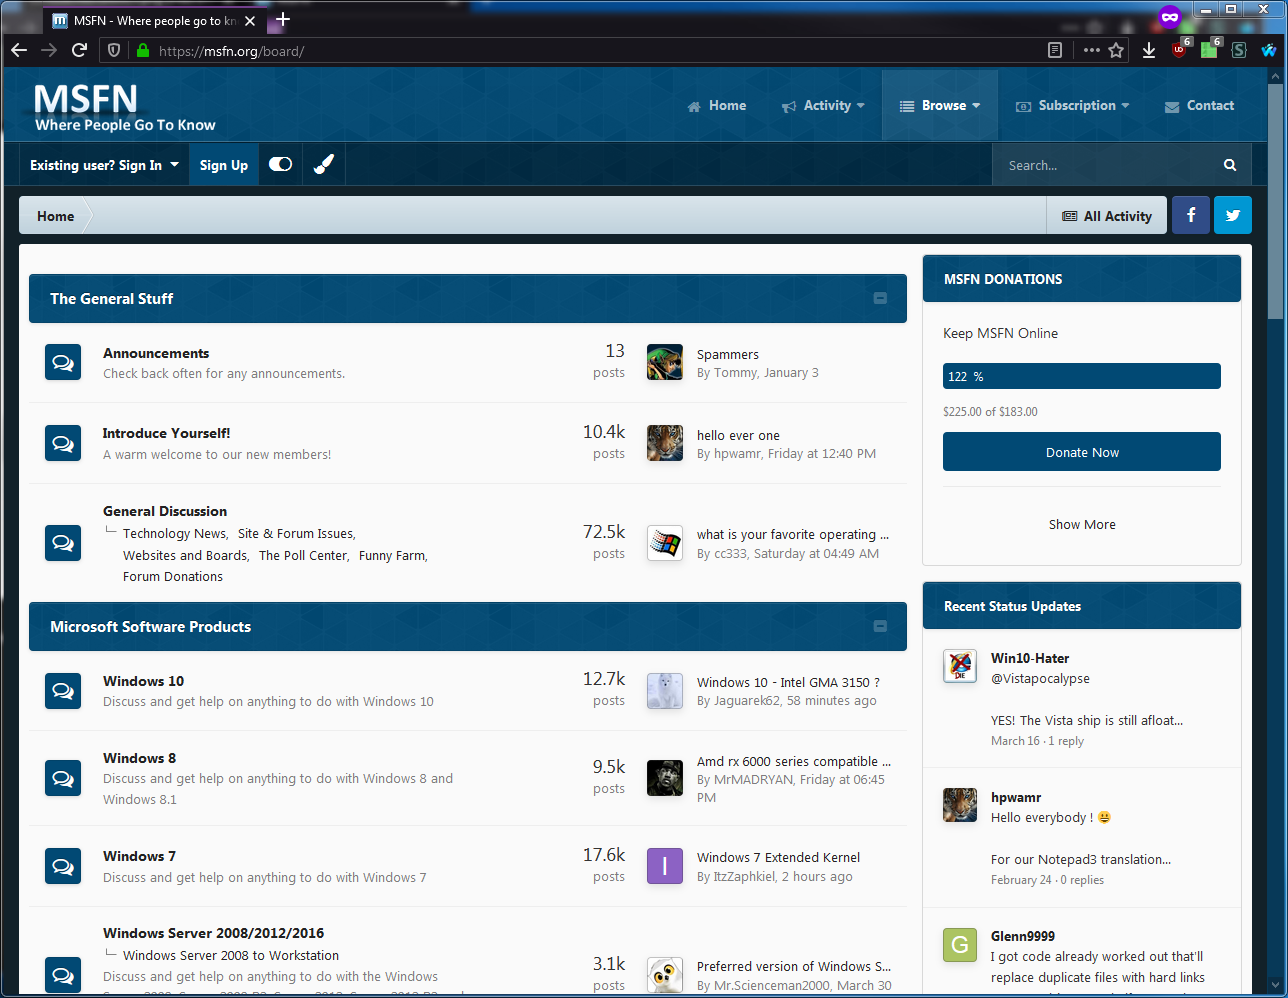 MSFN - Where people go to kn
https://msfn.org/board/
6
6
MSFN
Where People Go To Know
Home
Activity
Browse
Subscription
Contact
Existing user? Sign In
Sign Up
Search...
Home
All Activity
The General Stuff
Announcements
Check back often for any announcements.
13
posts
Spammers
By Tommy, January 3
Introduce Yourself!
A warm welcome to our new members!
10.4k
posts
hello ever one
By hpwamr, Friday at 12:40 PM
General Discussion
Technology News, Site & Forum Issues,
Websites and Boards, The Poll Center, Funny Farm,
Forum Donations
72.5k
posts
what is your favorite operating ...
By cc333, Saturday at 04:49 AM
Microsoft Software Products
Windows 10
Discuss and get help on anything to do with Windows 10
12.7k
posts
Windows 10 - Intel GMA 3150 ?
By Jaguarek62, 58 minutes ago
Windows 8
Discuss and get help on anything to do with Windows 8 and
Windows 8.1
9.5k
posts
Amd rx 6000 series compatible ...
By MrMADRYAN, Friday at 06:45
PM
Windows 7
Discuss and get help on anything to do with Windows 7
17.6k
posts
I
Windows 7 Extended Kernel
By ItzZaphkiel, 2 hours ago
Windows Server 2008/2012/2016
Windows Server 2008 to Workstation
Discuss and get help on anything to do with the Windows
3.1k
posts
Preferred version of Windows S...
By Mr.Scienceman2000, March 30
MSFN DONATIONS
Keep MSFN Online
122 %
$225.00 of $183.00
Donate Now
Show More
Recent Status Updates
DIE
Win10-Hater
@Vistapocalypse
YES! The Vista ship is still afloat...
March 16 · 1 reply
hpwamr
Hello everybody ! 😀
For our Notepad3 translation...
February 24 · 0 replies
G
Glenn9999
I got code already worked out that'll
replace duplicate files with hard links